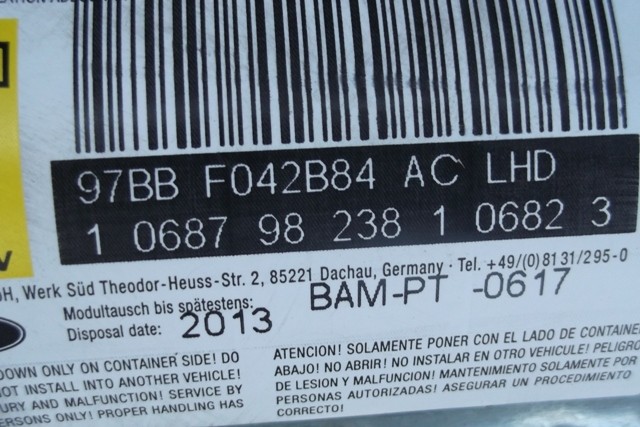 97BB F042B84 AC LHD
1 0687 98 238 1 0682 3
H, Werk Süd Theodor-Heuss-Str. 2, 85221 Dachau, Germany · Tel. +49/(0)8131/295-0
Modultausch bis spätestens:
Disposal date: 2013 BAM-PT -0617
DOWN ONLY ON CONTAINER SIDE! DO
NOT INSTALL INTO ANOTHER VEHICLE!
URY AND MALFUNCTION! SERVICE BY
ERSONS ONLY! PROPER HANDLING HAS
ATENCION! SOLAMENTE PONER CON EL LADO DE CONTAINER
ABAJO! NO ABRIR! NO INSTALAR EN OTRO VEHICULE! PELIGRO
DE LESION Y MALFUNCION! MANTENIMIENTO SOLAMENTE POR
PERSONAS AUTORIZADAS! ASEGURAR UN PROCEDIMIENTO
CORRECTO!